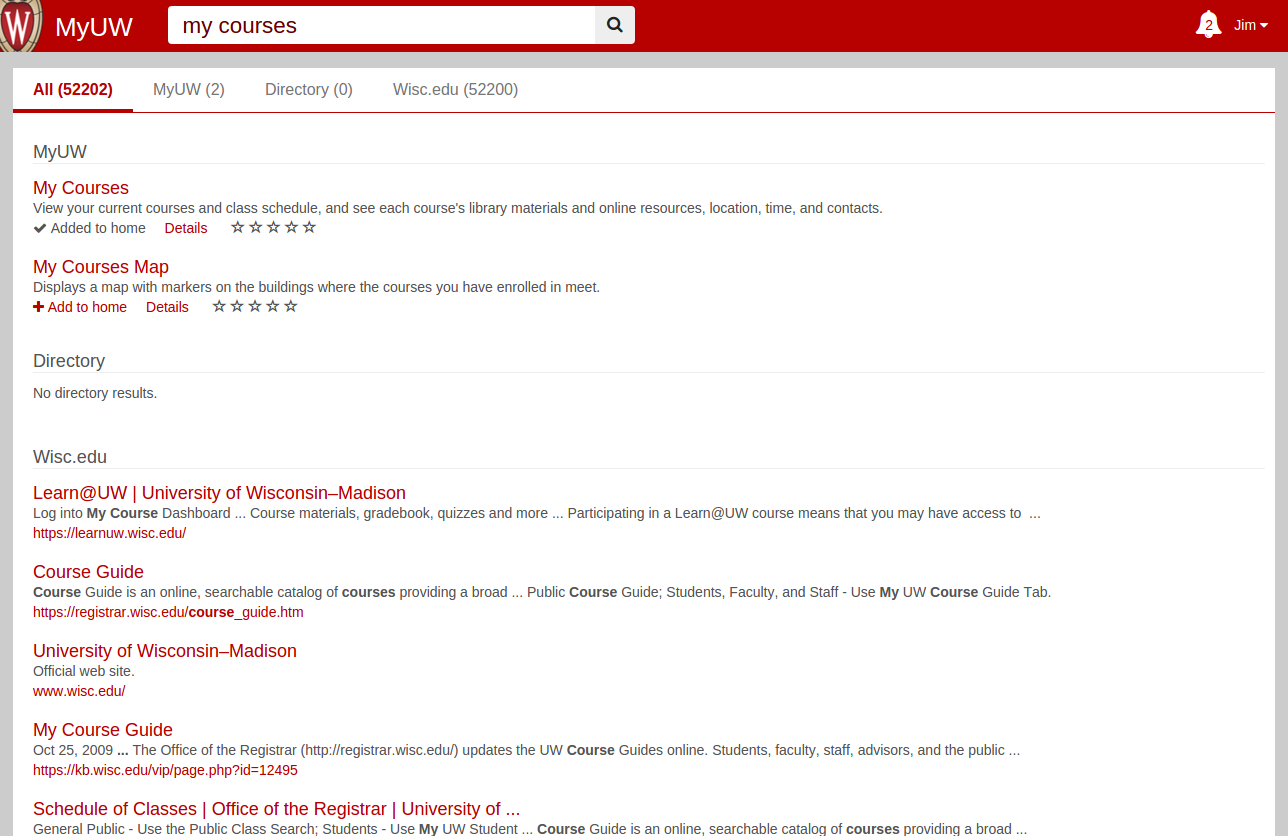 W MyUW my courses 2 Jim
All (52202) MyUW (2) Directory (0) Wisc.edu (52200)
MyUW
My Courses
View your current courses and class schedule, and see each course's library materials and online resources, location, time, and contacts.
Added to home Details
My Courses Map
Displays a map with markers on the buildings where the courses you have enrolled in meet.
Add to home Details
Directory
No directory results.
Wisc.edu
Learn@UW | University of Wisconsin–Madison
Log into My Course Dashboard ... Course materials, gradebook, quizzes and more ... Participating in a Learn@UW course means that you may have access to ...
https://learnuw.wisc.edu/
Course Guide
Course Guide is an online, searchable catalog of courses providing a broad ... Public Course Guide; Students, Faculty, and Staff - Use My UW Course Guide Tab.
https://registrar.wisc.edu/course_guide.htm
University of Wisconsin–Madison
Official web site.
www.wisc.edu/
My Course Guide
Oct 25, 2009 ... The Office of the Registrar (http://registrar.wisc.edu/) updates the UW Course Guides online. Students, faculty, staff, advisors, and the public ...
https://kb.wisc.edu/vip/page.php?id=12495
Schedule of Classes | Office of the Registrar | University of ...
General Public - Use the Public Class Search; Students - Use My UW Student ... Course Guide is an online, searchable catalog of courses providing a broad ...